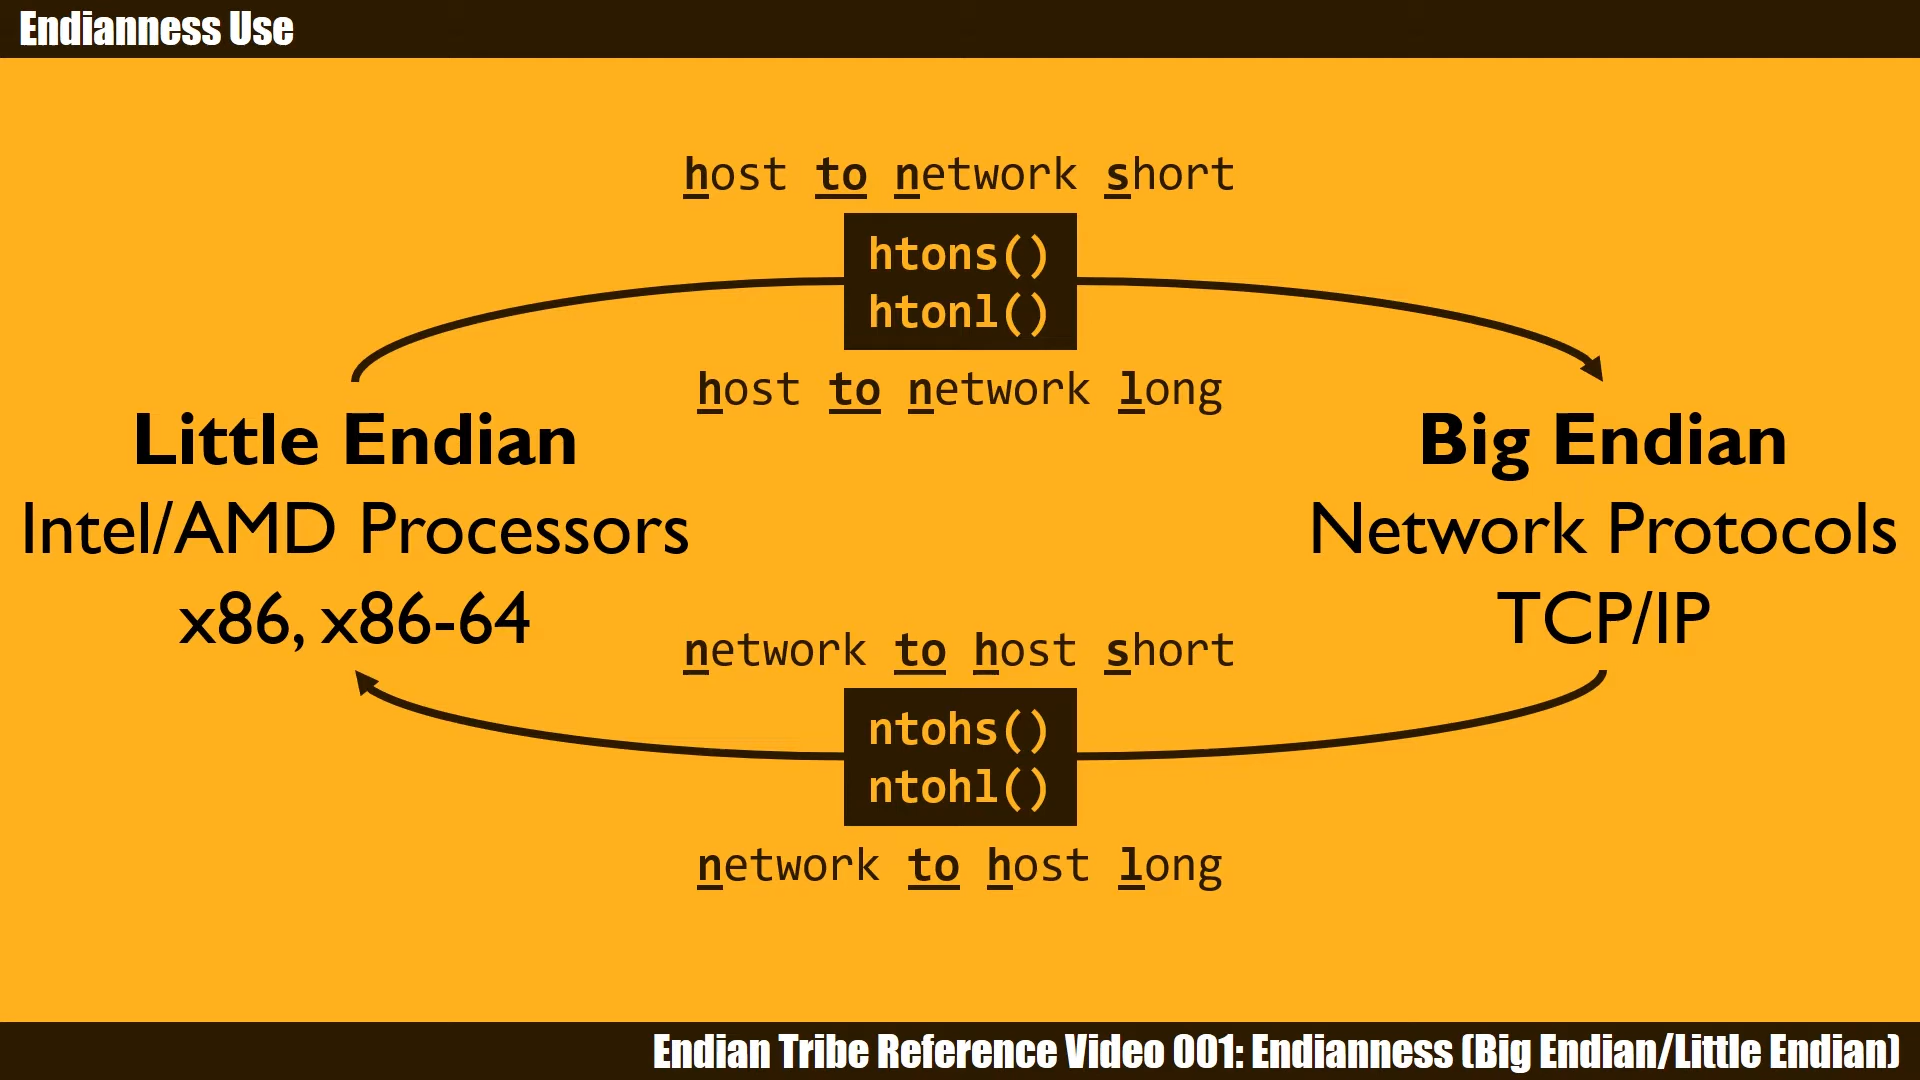 Endianness Use
host to network short
htons()
htonl()
host to network long
Little Endian
Intel/AMD Processors
x86, x86-64
Big Endian
Network Protocols
TCP/IP
network to host short
ntohs()
ntohl()
network to host long
Endian Tribe Reference Video 001: Endianness (Big Endian/Little Endian)